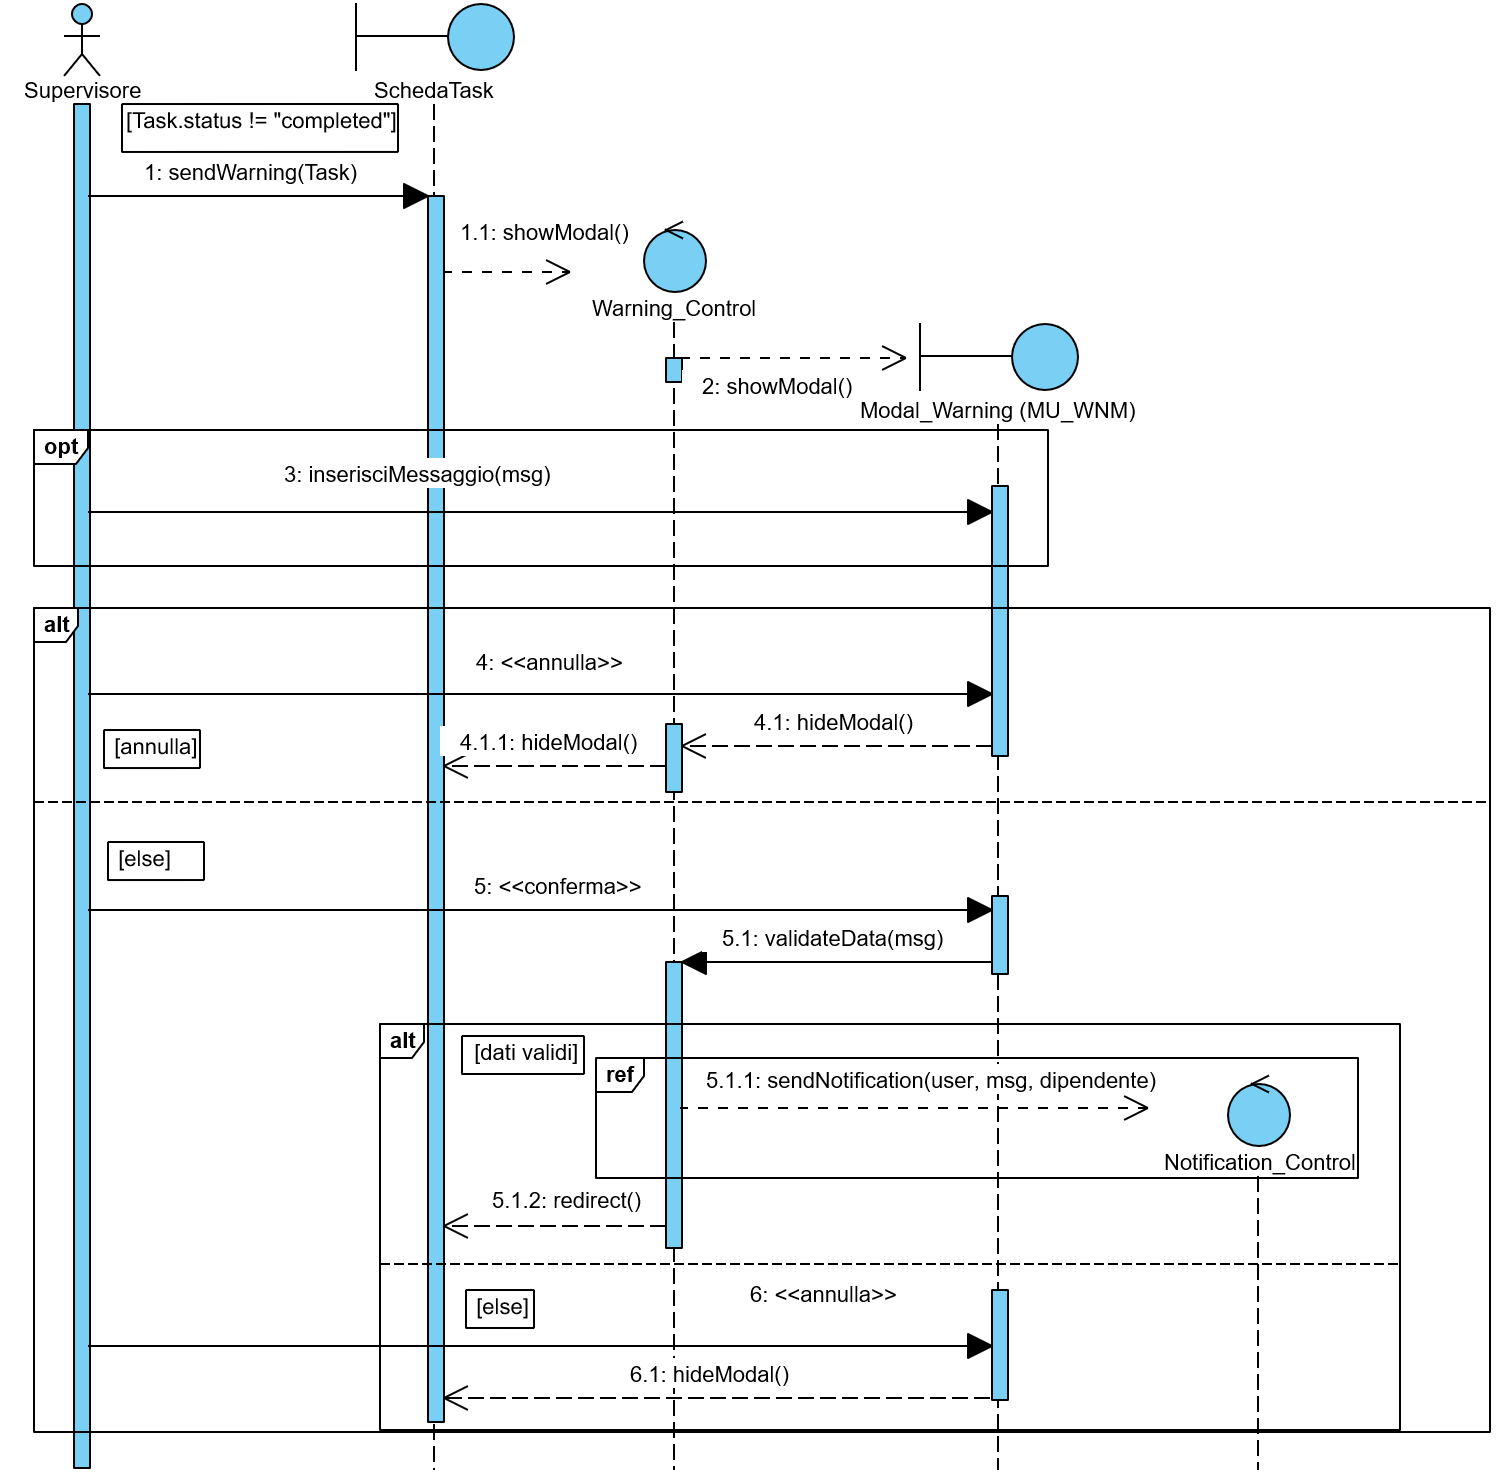 Supervisore
SchedaTask
[Task.status != "completed"]
1: sendWarning(Task)
1.1: showModal()
Warning_Control
2: showModal()
Modal_Warning (MU_WNM)
opt
3: inserisciMessaggio(msg)
alt
4: <<annulla>>
4.1: hideModal()
4.1.1: hideModal()
[annulla]
[else]
5: <<conferma>>
5.1: validateData(msg)
alt
[dati validi]
ref
5.1.1: sendNotification(user, msg, dipendente)
Notification_Control
5.1.2: redirect()
[else]
6: <<annulla>>
6.1: hideModal()